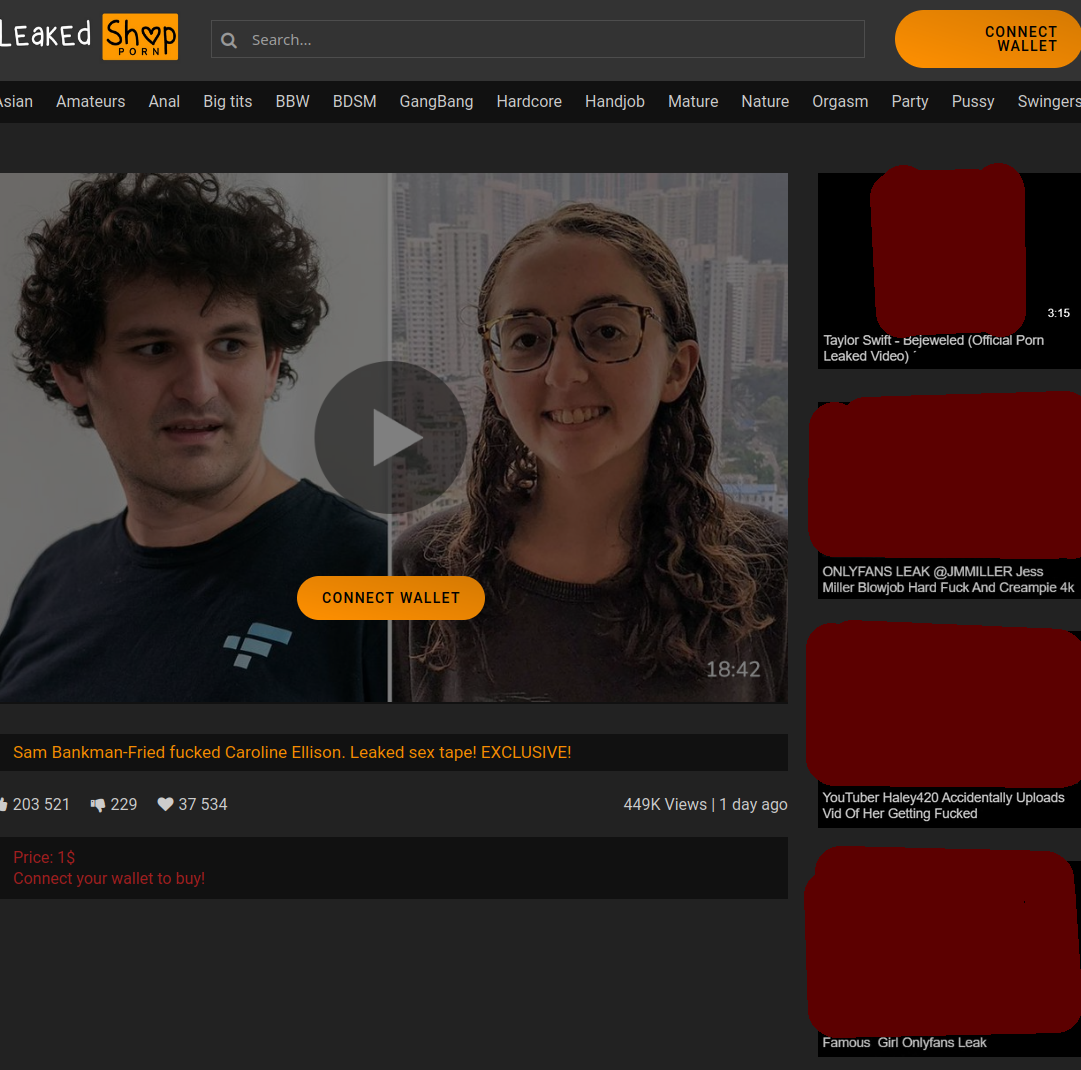 LEAKED Shop
PORN
Search...
CONNECT
WALLET
Asian Amateurs Anal Big tits BBW BDSM GangBang Hardcore Handjob Mature Nature Orgasm Party Pussy Swingers
3:15
Taylor Swift - Bejeweled (Official Porn
Leaked Video)
CONNECT WALLET
18:42
ONLYFANS LEAK @JMMILLER Jess
Miller Blowjob Hard Fuck And Creampie 4k
Sam Bankman-Fried fucked Caroline Ellison. Leaked sex tape! EXCLUSIVE!
203 521 229 37 534 449K Views | 1 day ago
YouTuber Haley420 Accidentally Uploads
Vid Of Her Getting Fucked
Price: 1$
Connect your wallet to buy!
Famous Girl Onlyfans Leak